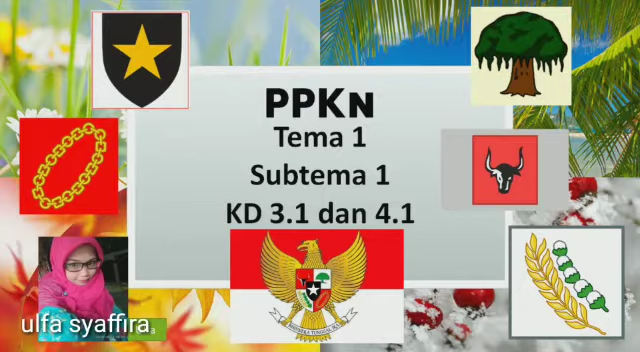 PPKn
Tema 1
Subtema 1
KD 3.1 dan 4.1
ulfa syaffira